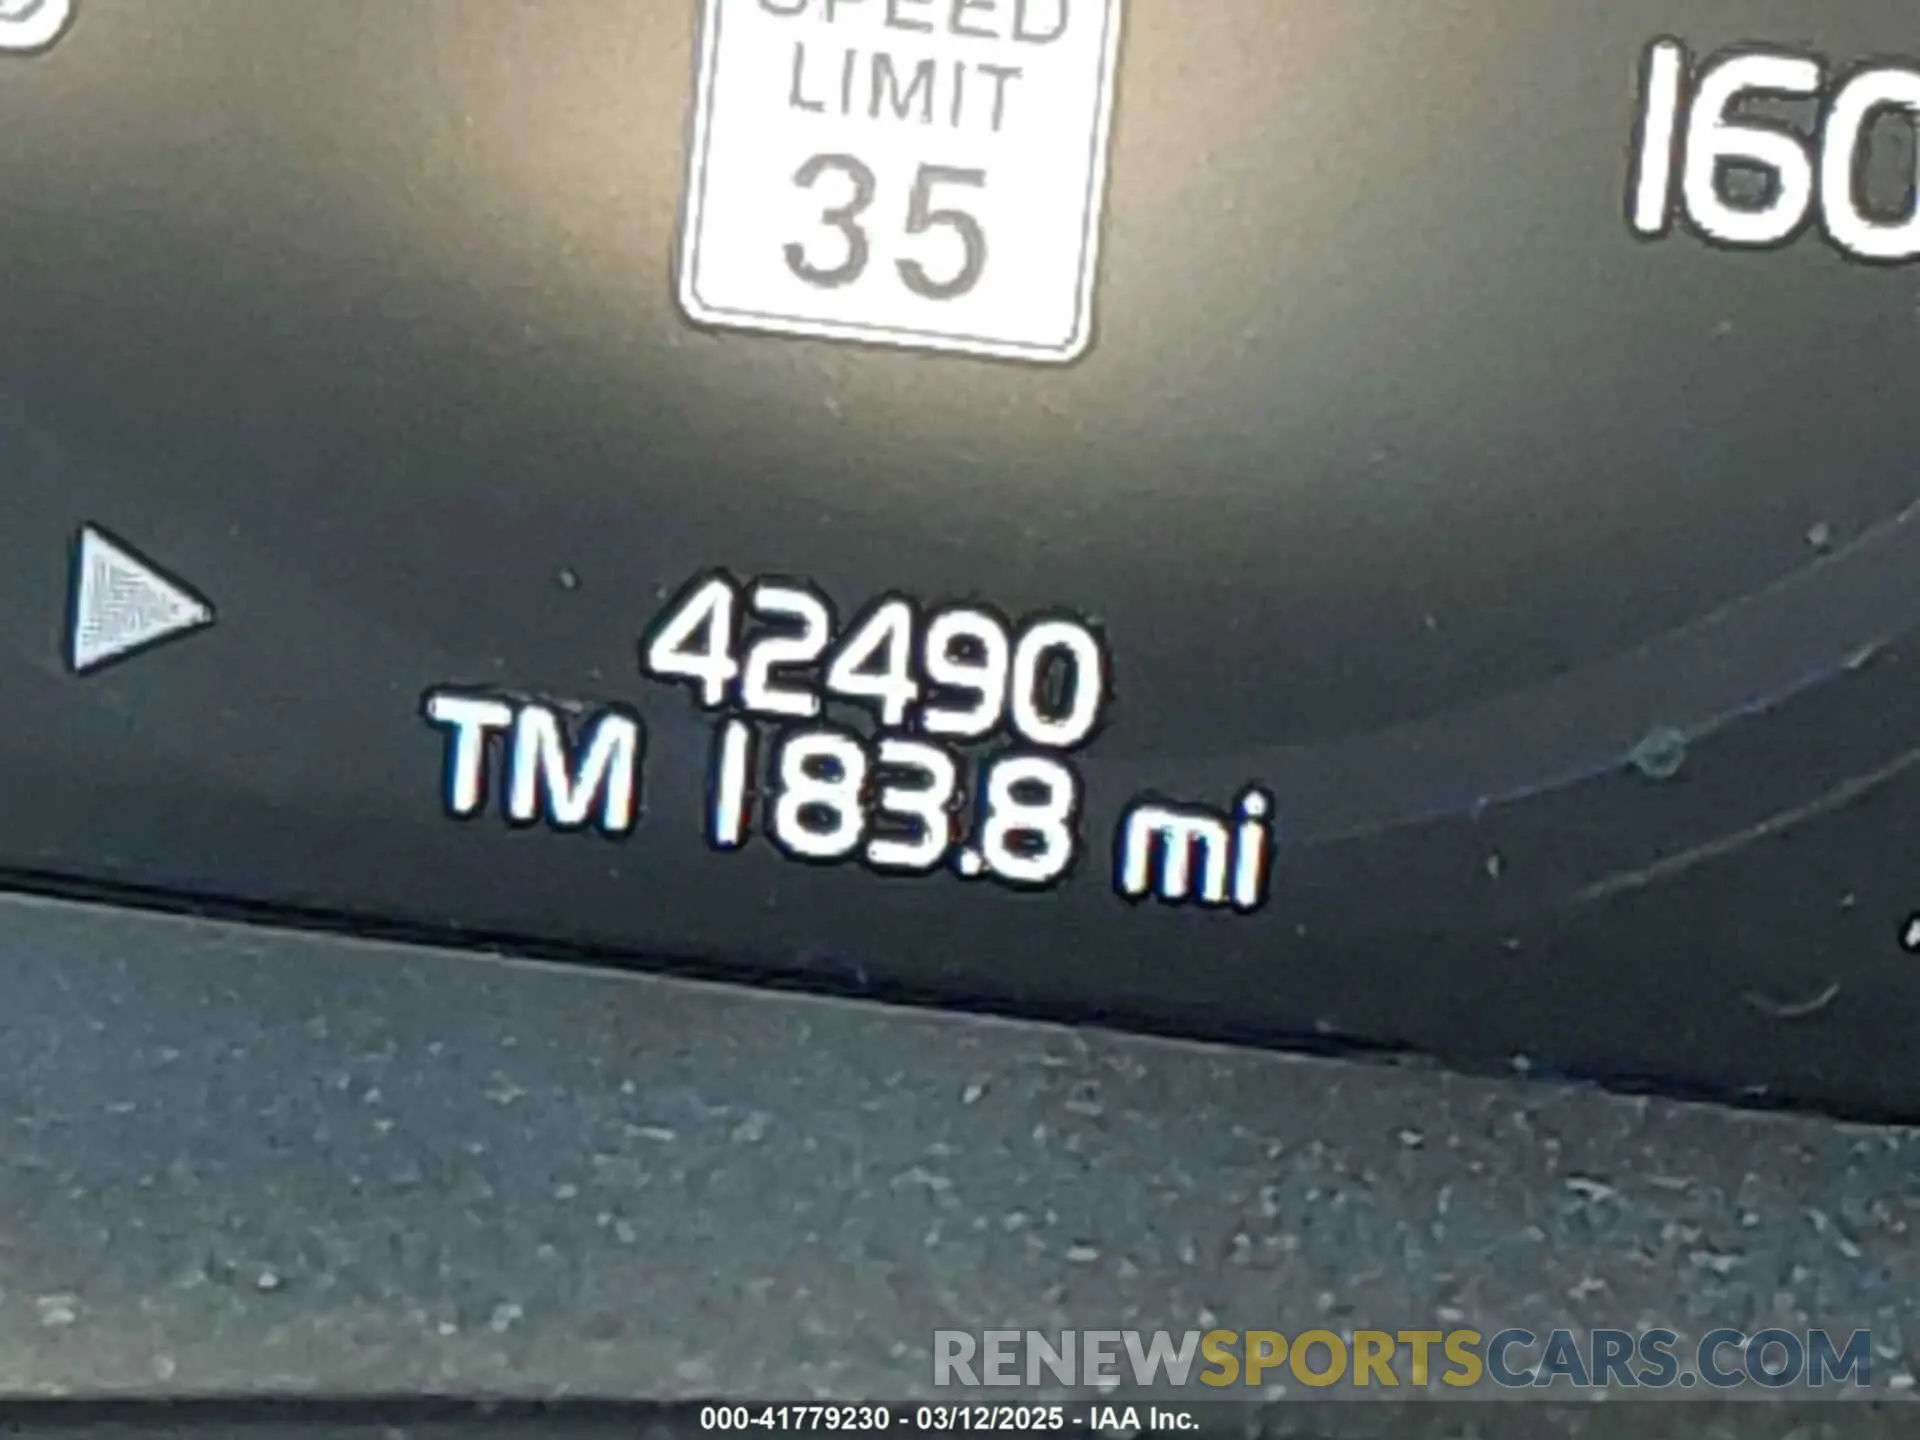 SPEED
LIMIT
35
160
42490
TM 183.8 mi
RENEWSPORTSCARS.COM
000-41779230 - 03/12/2025 - IAA Inc.